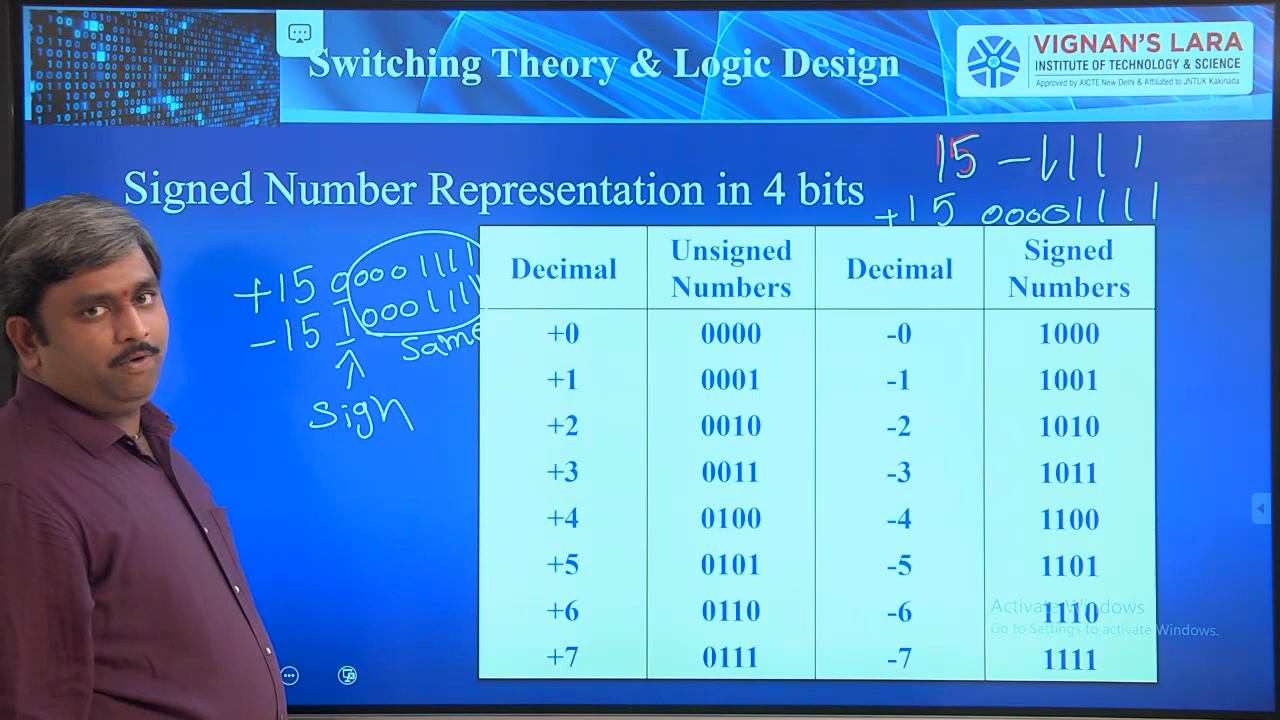 Switching Theory & Logic Design
VIGNAN'S LARA
INSTITUTE OF TECHNOLOGY & SCIENCE
Approved by AICTE New Delhi & Affiliated to JNTUK Kakinada
15 - 1111
Signed Number Representation in 4 bits
+15 00001111
+15 00001111
-15 10001111
same
sign
Decimal Unsigned Numbers Decimal Signed Numbers
+0 0000 -0 1000
+1 0001 -1 1001
+2 0010 -2 1010
+3 0011 -3 1011
+4 0100 -4 1100
+5 0101 -5 1101
+6 0110 -6 1110
+7 0111 -7 1111
Activate Windows
Go to Settings to activate Windows.